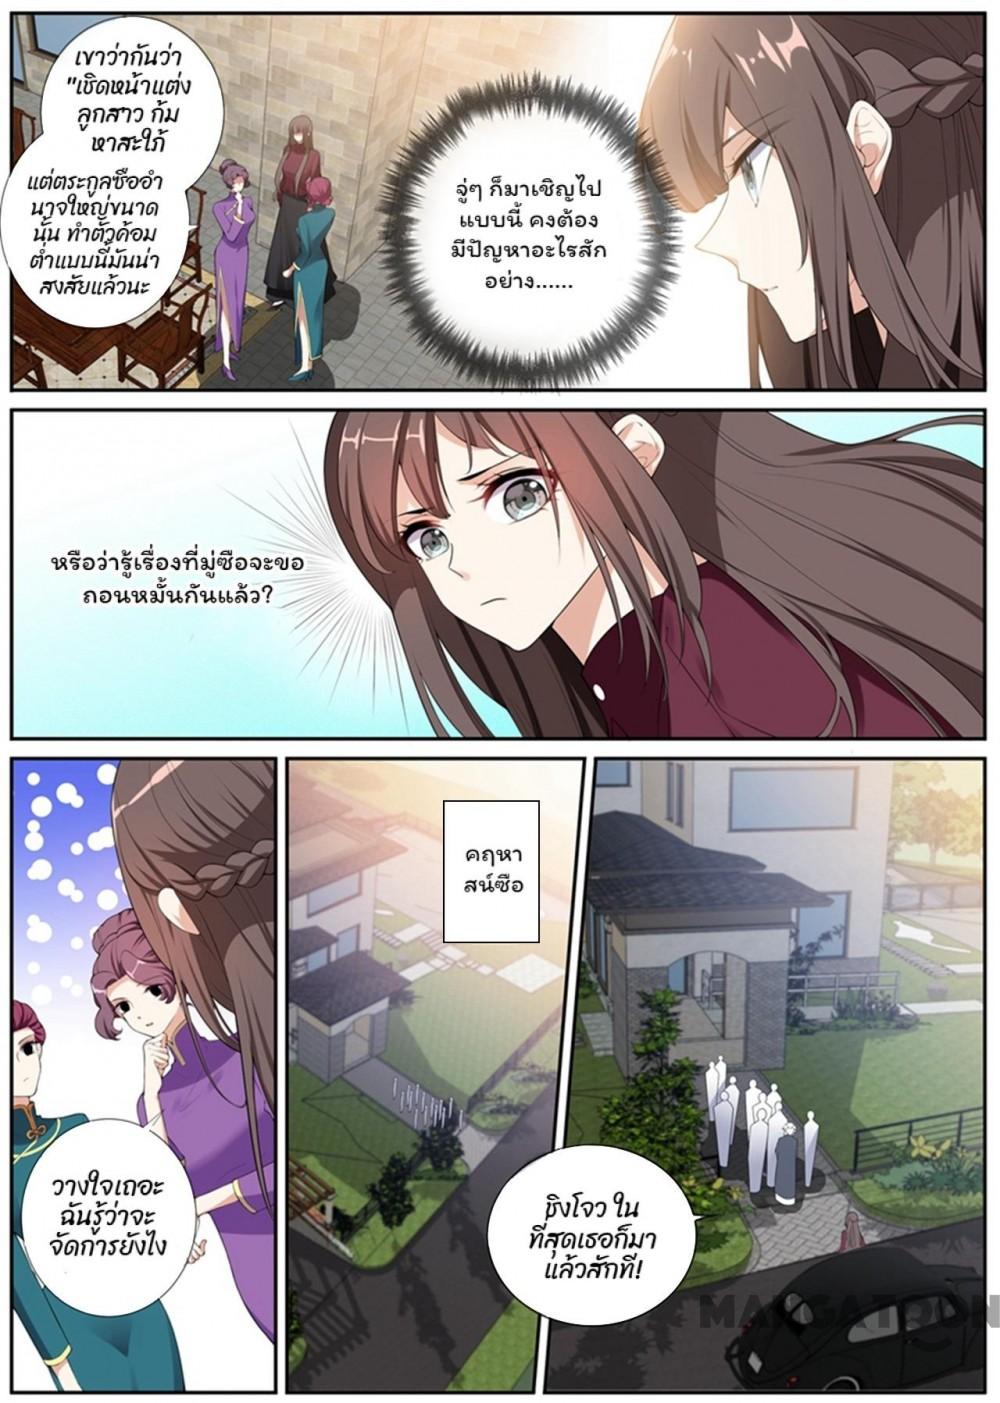 เขาว่ากันว่า
"เชิดหน้าแต่ง
ลูกสาว ก้ม
หาสะใภ้
แต่ตระกูลซืออำ
นาจใหญ่ขนาด
นั้น ทำตัวค้อม
ต่ำแบบนี้มันน่า
สงสัยแล้วนะ
จู่ๆ ก็มาเชิญไป
แบบนี้ คงต้อง
มีปัญหาอะไรสัก
อย่าง......
หรือว่ารู้เรื่องที่มู่ซือจะขอ
ถอนหมั้นกันแล้ว?
วางใจเถอะ
ฉันรู้ว่าจะ
จัดการยังไง
คฤหา
สน์ซือ
ชิงโจว ใน
ที่สุดเธอก็มา
แล้วสักที!
MANGATOON